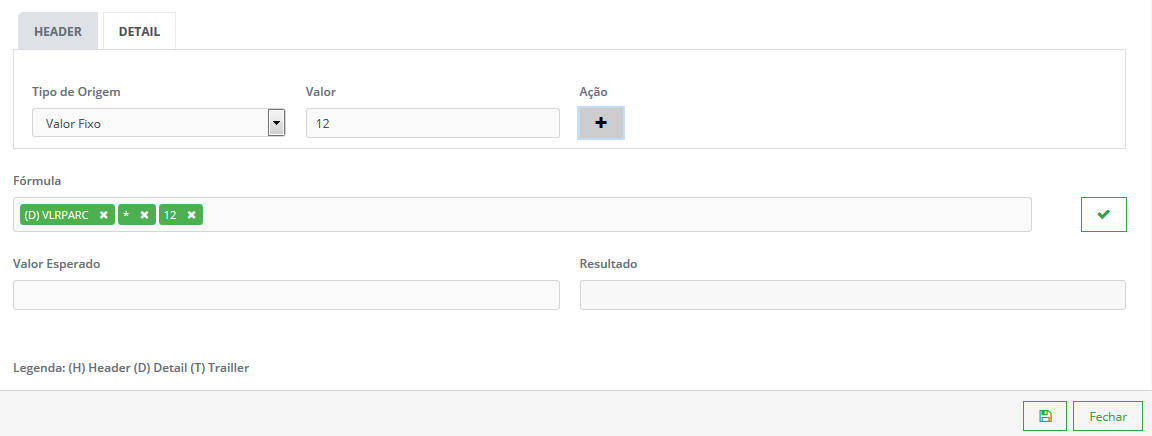 HEADER DETAIL
Tipo de Origem Valor Ação
Valor Fixo 12
Fórmula
(D) VLRPARC * 12
Valor Esperado Resultado
Legenda: (H) Header (D) Detail (T) Trailler
Fechar